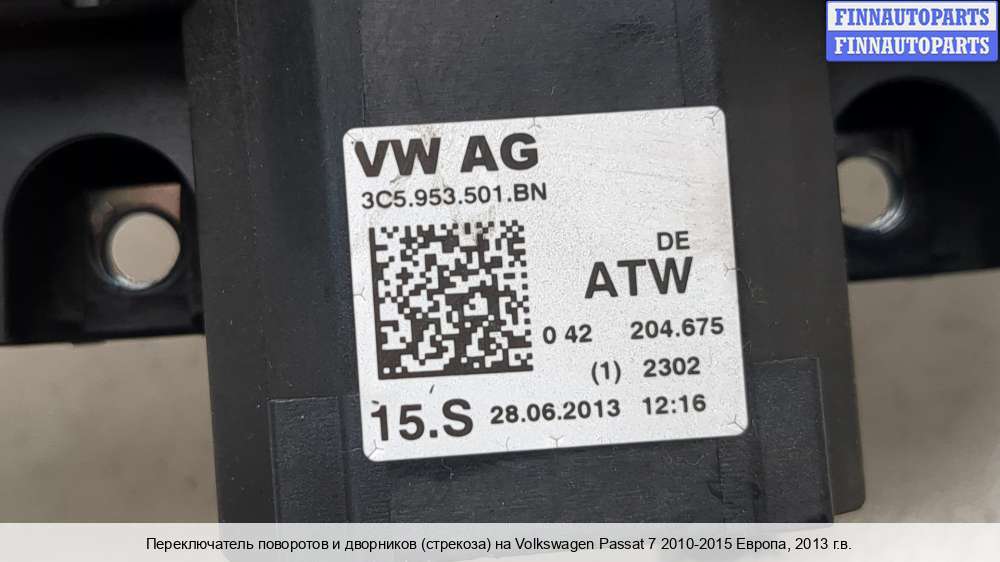 FINNAUTOPARTS
FINNAUTOPARTS
VW AG
3C5.953.501.BN
DE
ATW
0 42 204.675
(1) 2302
15.S 28.06.2013 12:16
Переключатель поворотов и дворников (стрекоза) на Volkswagen Passat 7 2010-2015 Европа, 2013 г.в.